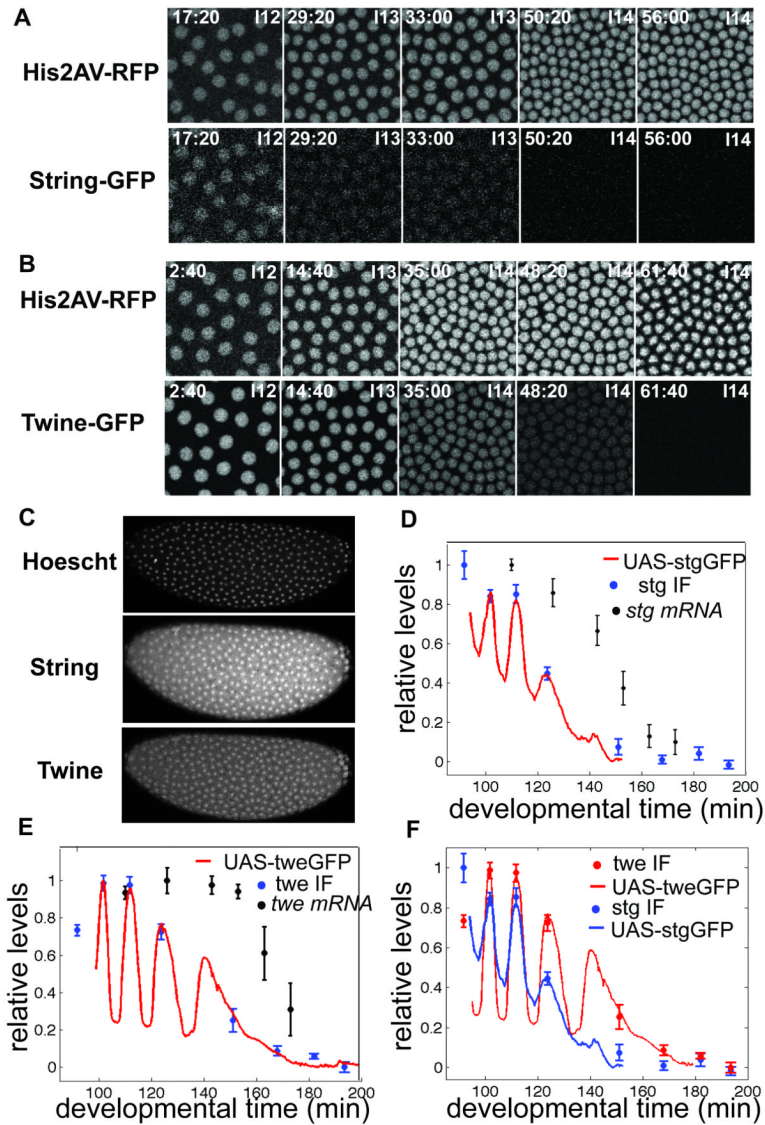 A
His2AV-RFP
17:20 I12 29:20 I13 33:00 I13 50:20 I14 56:00 I14
String-GFP
17:20 I12 29:20 I13 33:00 I13 50:20 I14 56:00 I14
B
His2AV-RFP
2:40 I12 14:40 I13 35:00 I14 48:20 I14 61:40 I14
Twine-GFP
2:40 I12 14:40 I13 35:00 I14 48:20 I14 61:40 I14
C
Hoescht
String
Twine
D
relative levels
1
0.8
0.6
0.4
0.2
0
100 120 140 160 180 200
developmental time (min)
UAS-stgGFP
stg IF
stg mRNA
E
relative levels
1
0.8
0.6
0.4
0.2
0
100 120 140 160 180 200
developmental time (min)
UAS-tweGFP
twe IF
twe mRNA
F
relative levels
1
0.8
0.6
0.4
0.2
0
100 120 140 160 180 200
developmental time (min)
twe IF
UAS-tweGFP
stg IF
UAS-stgGFP